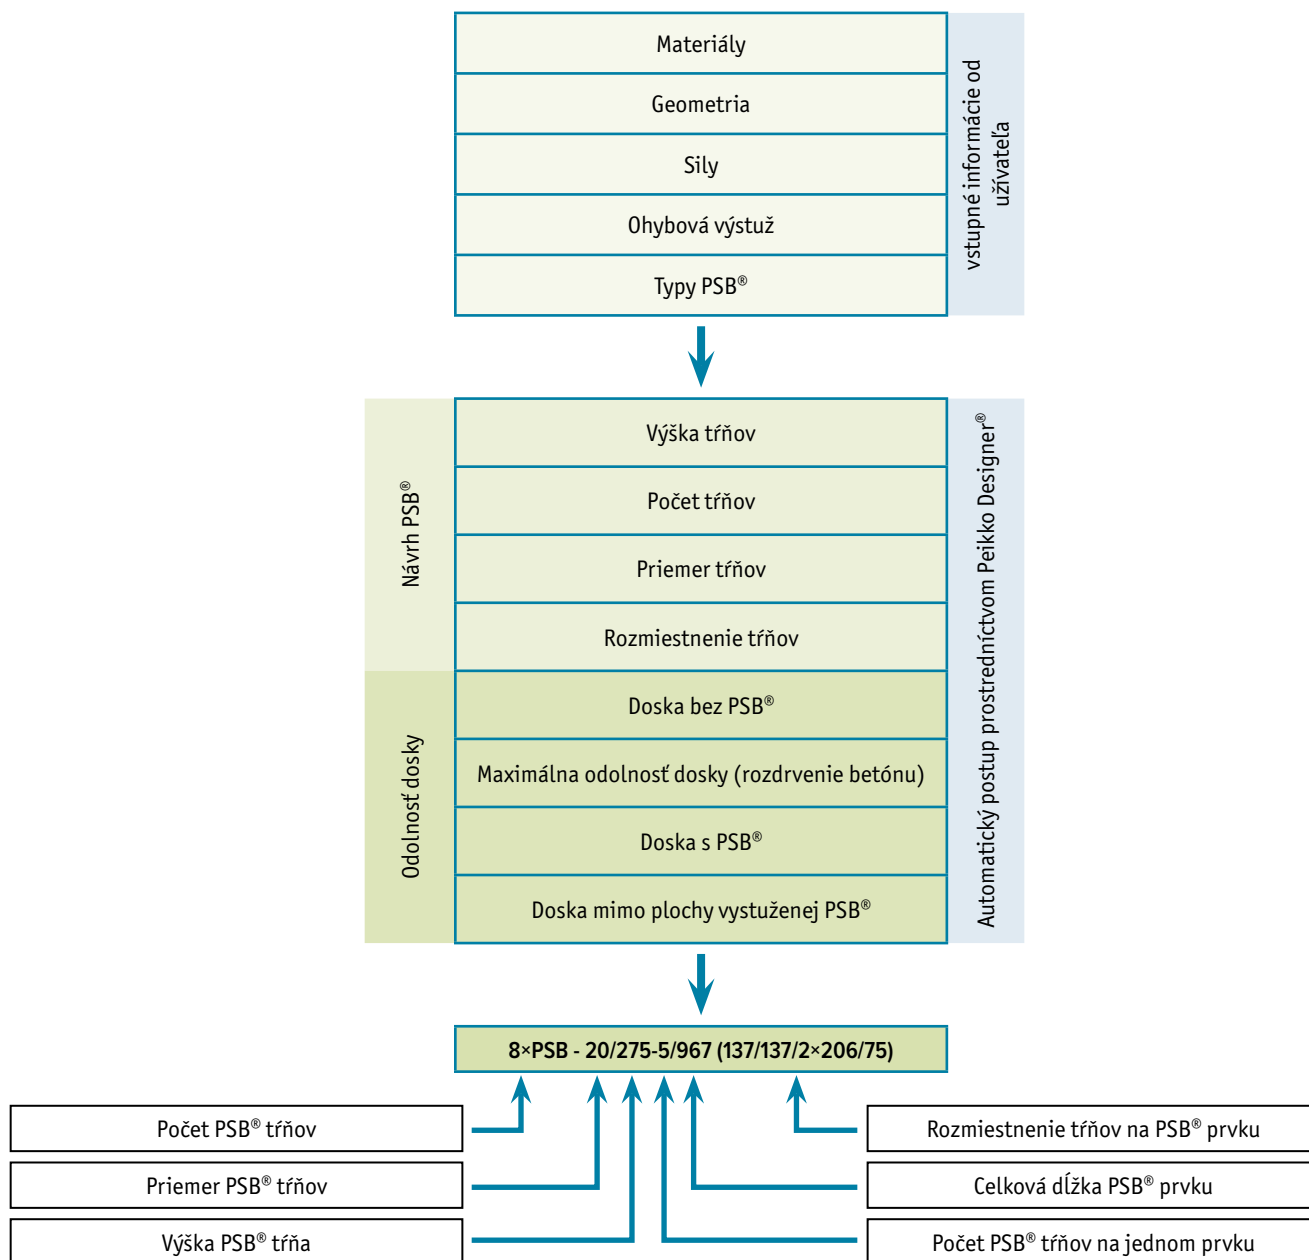 Materiály
Geometria
Sily
Ohybová výstuž
Typy PSB®
vstupné informácie od
užívateľa
Návrh PSB®
Výška tŕňov
Počet tŕňov
Priemer tŕňov
Rozmiestnenie tŕňov
Odolnosť dosky
Doska bez PSB®
Maximálna odolnosť dosky (rozdrvenie betónu)
Doska s PSB®
Doska mimo plochy vystuženej PSB®
Automatický postup prostredníctvom Peikko Designer®
8×PSB - 20/275-5/967 (137/137/2×206/75)
Počet PSB® tŕňov
Priemer PSB® tŕňov
Výška PSB® tŕňa
Rozmiestnenie tŕňov na PSB® prvku
Celková dĺžka PSB® prvku
Počet PSB® tŕňov na jednom prvku